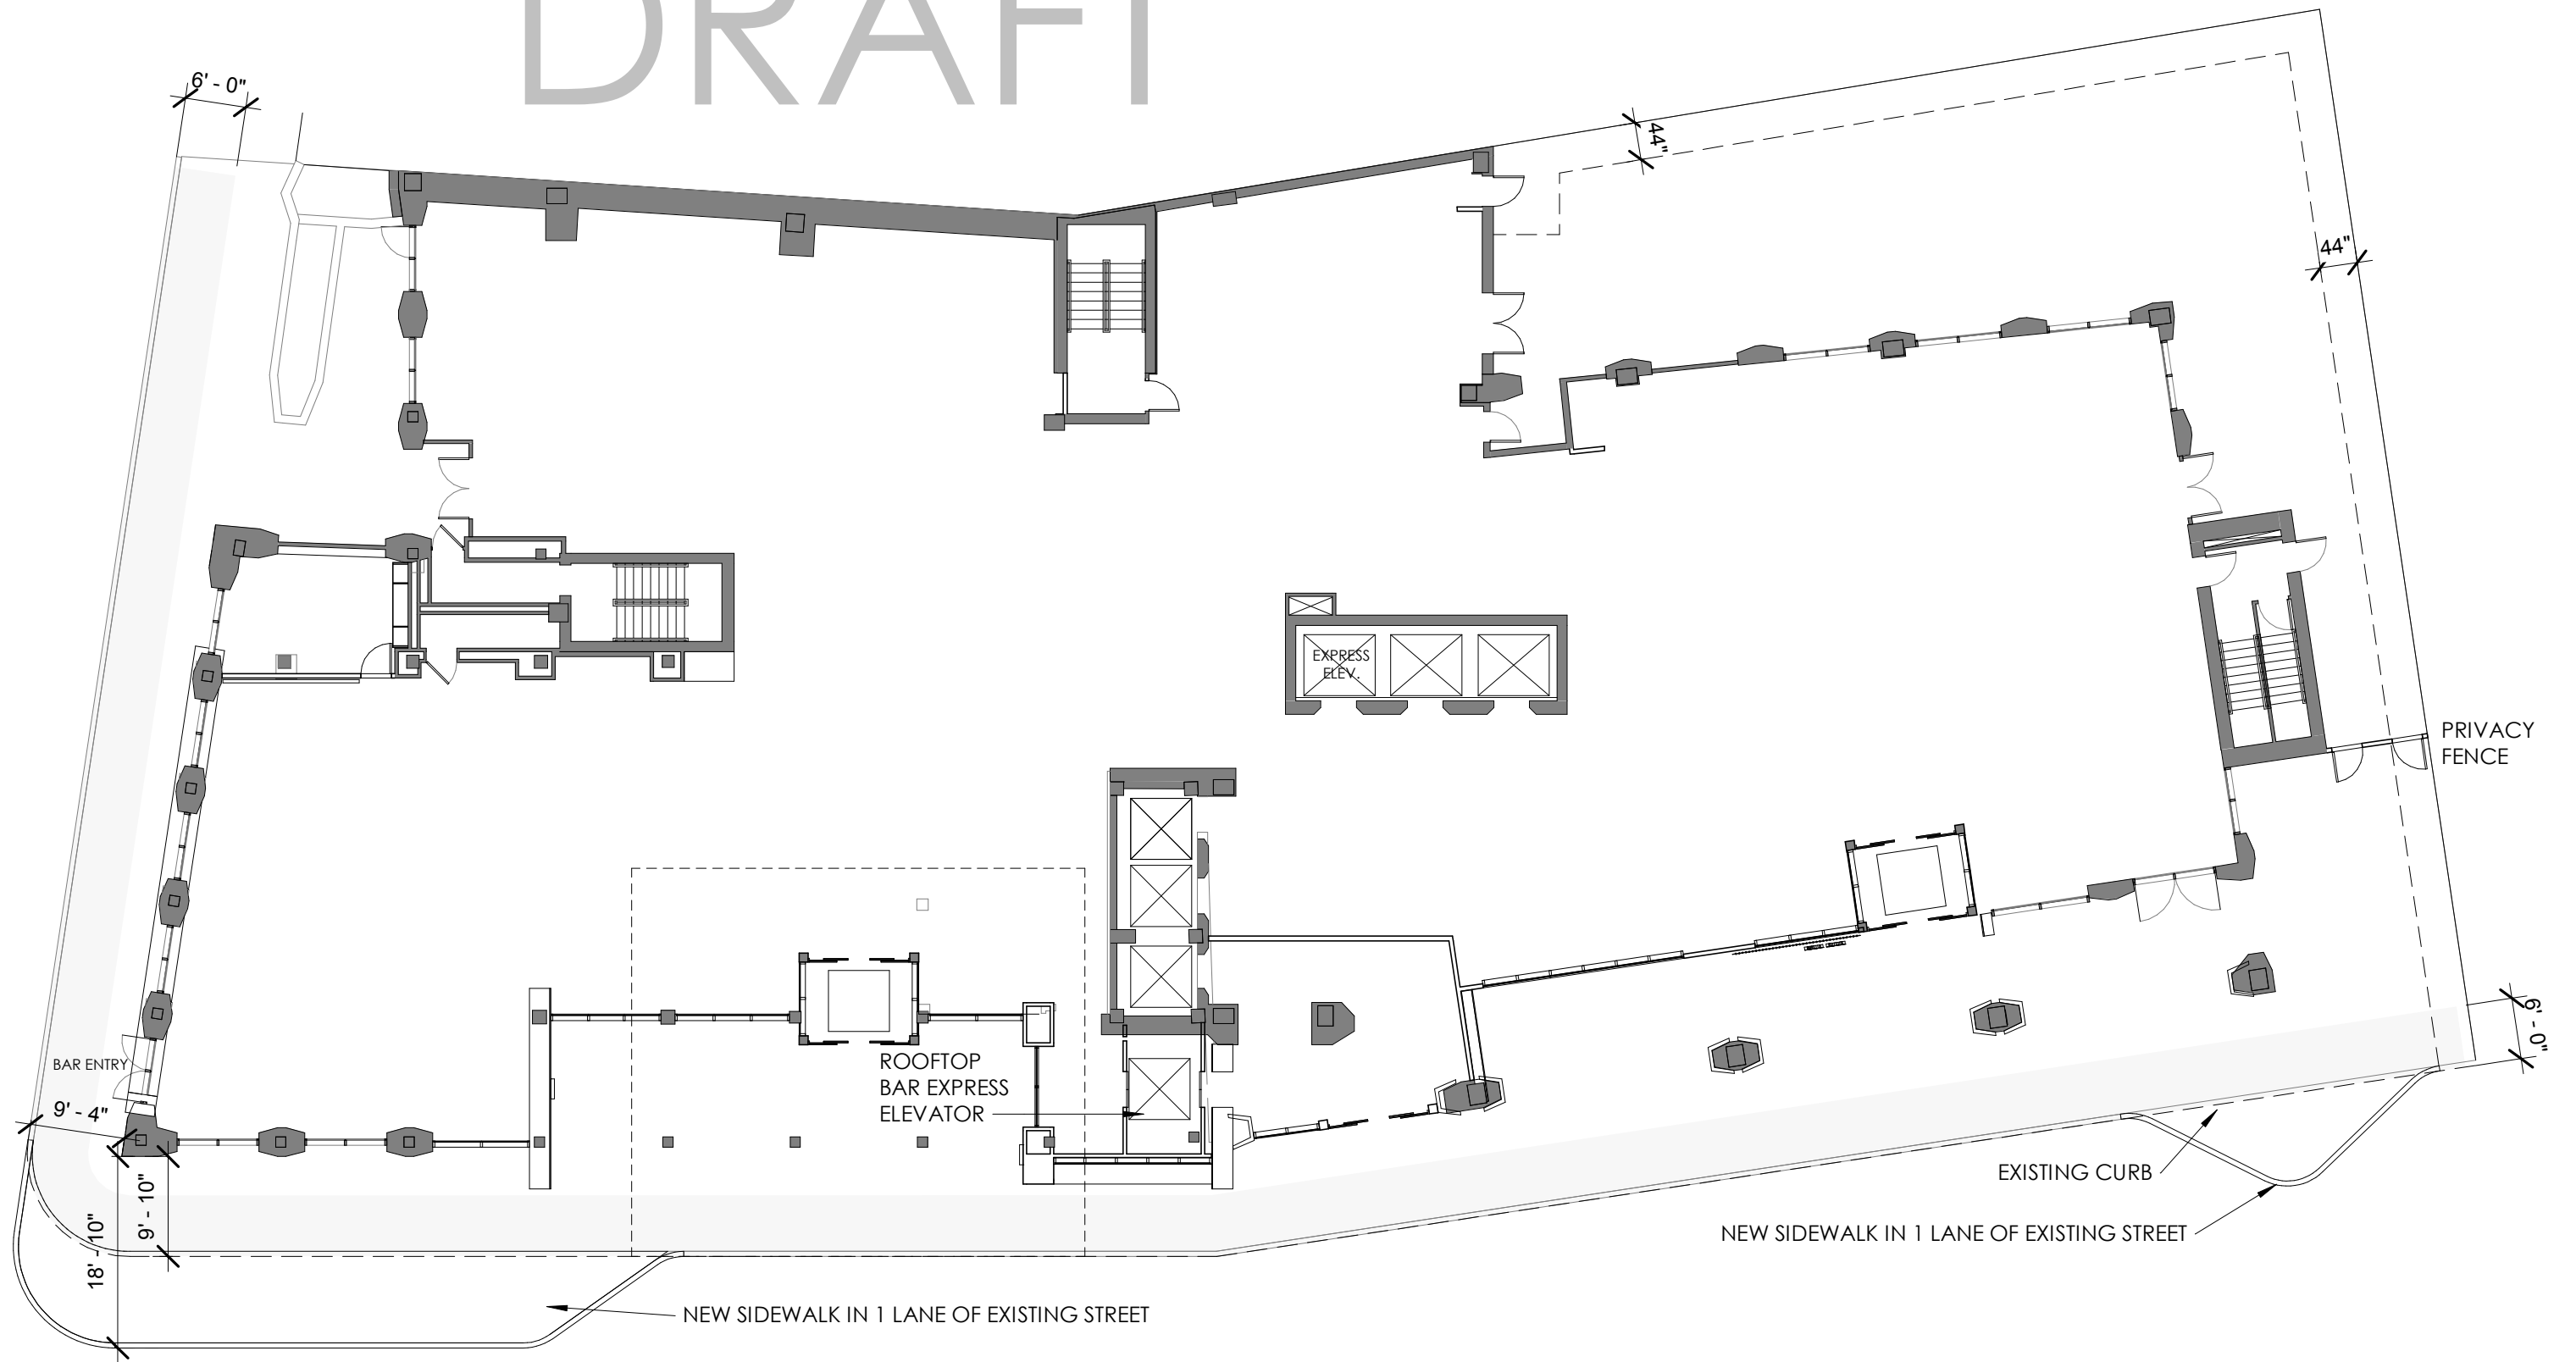 DRAFT
6' - 0"
44"
44"
EXPRESS
ELEV.
PRIVACY
FENCE
BAR ENTRY
ROOFTOP
BAR EXPRESS
ELEVATOR
6' - 0"
9' - 4"
9' - 10"
18' - 10"
EXISTING CURB
NEW SIDEWALK IN 1 LANE OF EXISTING STREET
NEW SIDEWALK IN 1 LANE OF EXISTING STREET